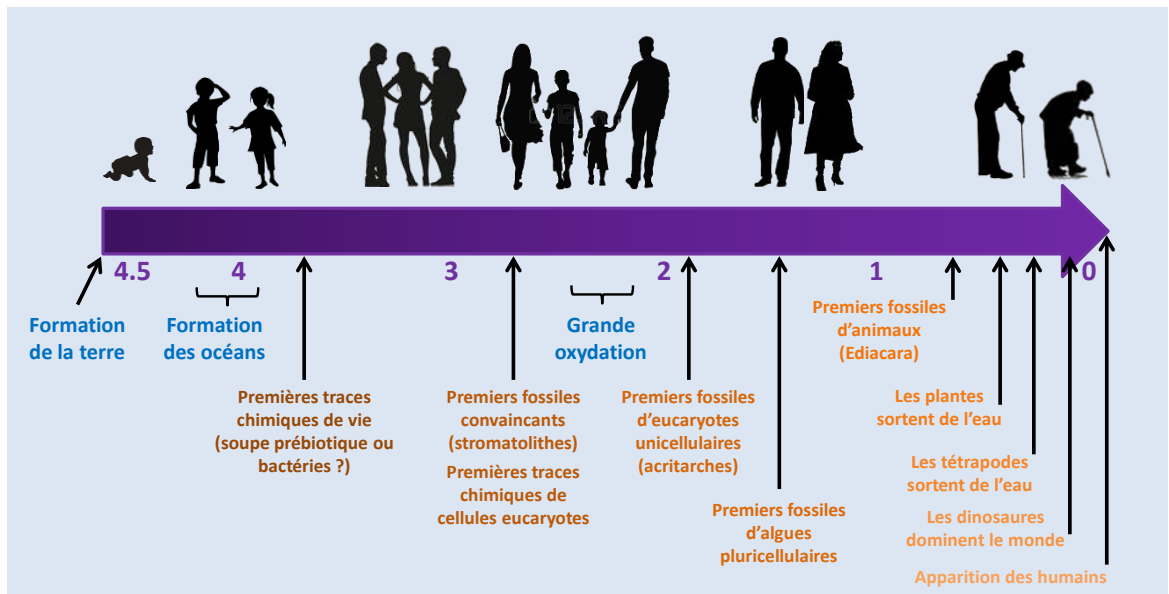 4.5
4
3
2
1
0
Formation
de la terre
Formation
des océans
Grande
oxydation
Premiers fossiles
d’animaux
(Ediacara)
Premières traces
chimiques de vie
(soupe prébiotique ou
bactéries ?)
Premiers fossiles
convaincants
(stromatolithes)
Premières traces
chimiques de
cellules eucaryotes
Premiers fossiles
d’eucaryotes
unicellulaires
(acritarches)
Premiers fossiles
d’algues
pluricellulaires
Les plantes
sortent de l’eau
Les tétrapodes
sortent de l’eau
Les dinosaures
dominent le monde
Apparition des humains